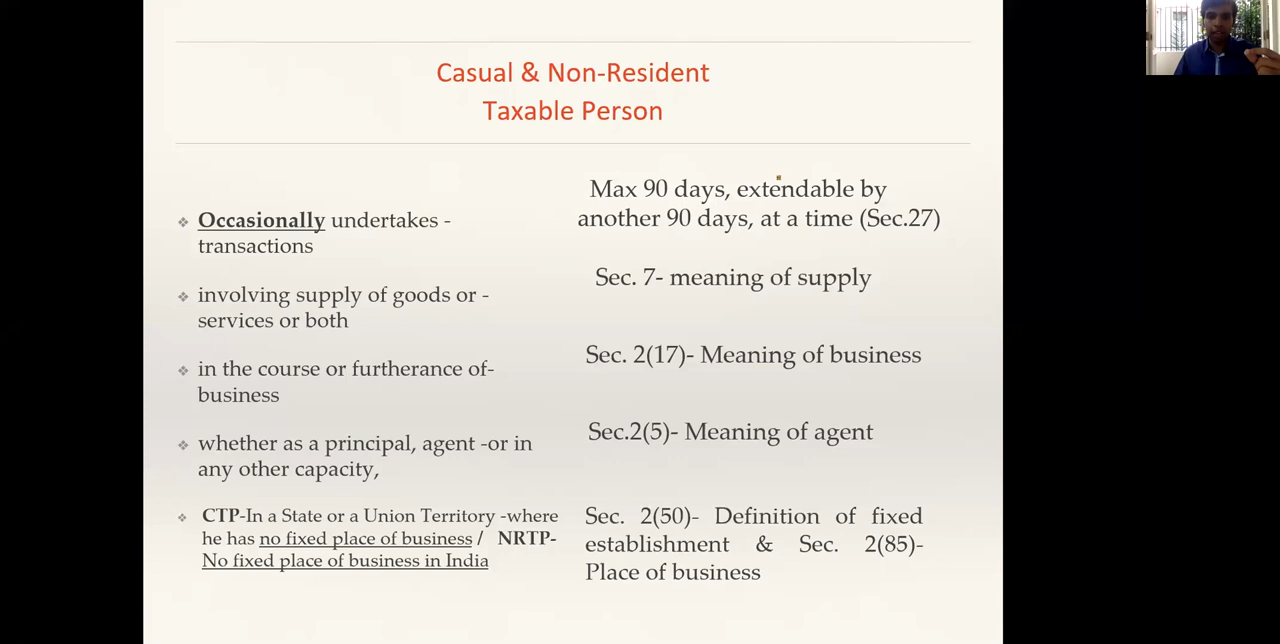 Casual & Non-Resident
Taxable Person
Occasionally undertakes -
transactions
involving supply of goods or -
services or both
in the course or furtherance of-
business
whether as a principal, agent -or in
any other capacity,
CTP-In a State or a Union Territory -where
he has no fixed place of business / NRTP-
No fixed place of business in India
Max 90 days, extendable by
another 90 days, at a time (Sec.27)
Sec. 7- meaning of supply
Sec. 2(17)- Meaning of business
Sec.2(5)- Meaning of agent
Sec. 2(50)- Definition of fixed
establishment & Sec. 2(85)-
Place of business